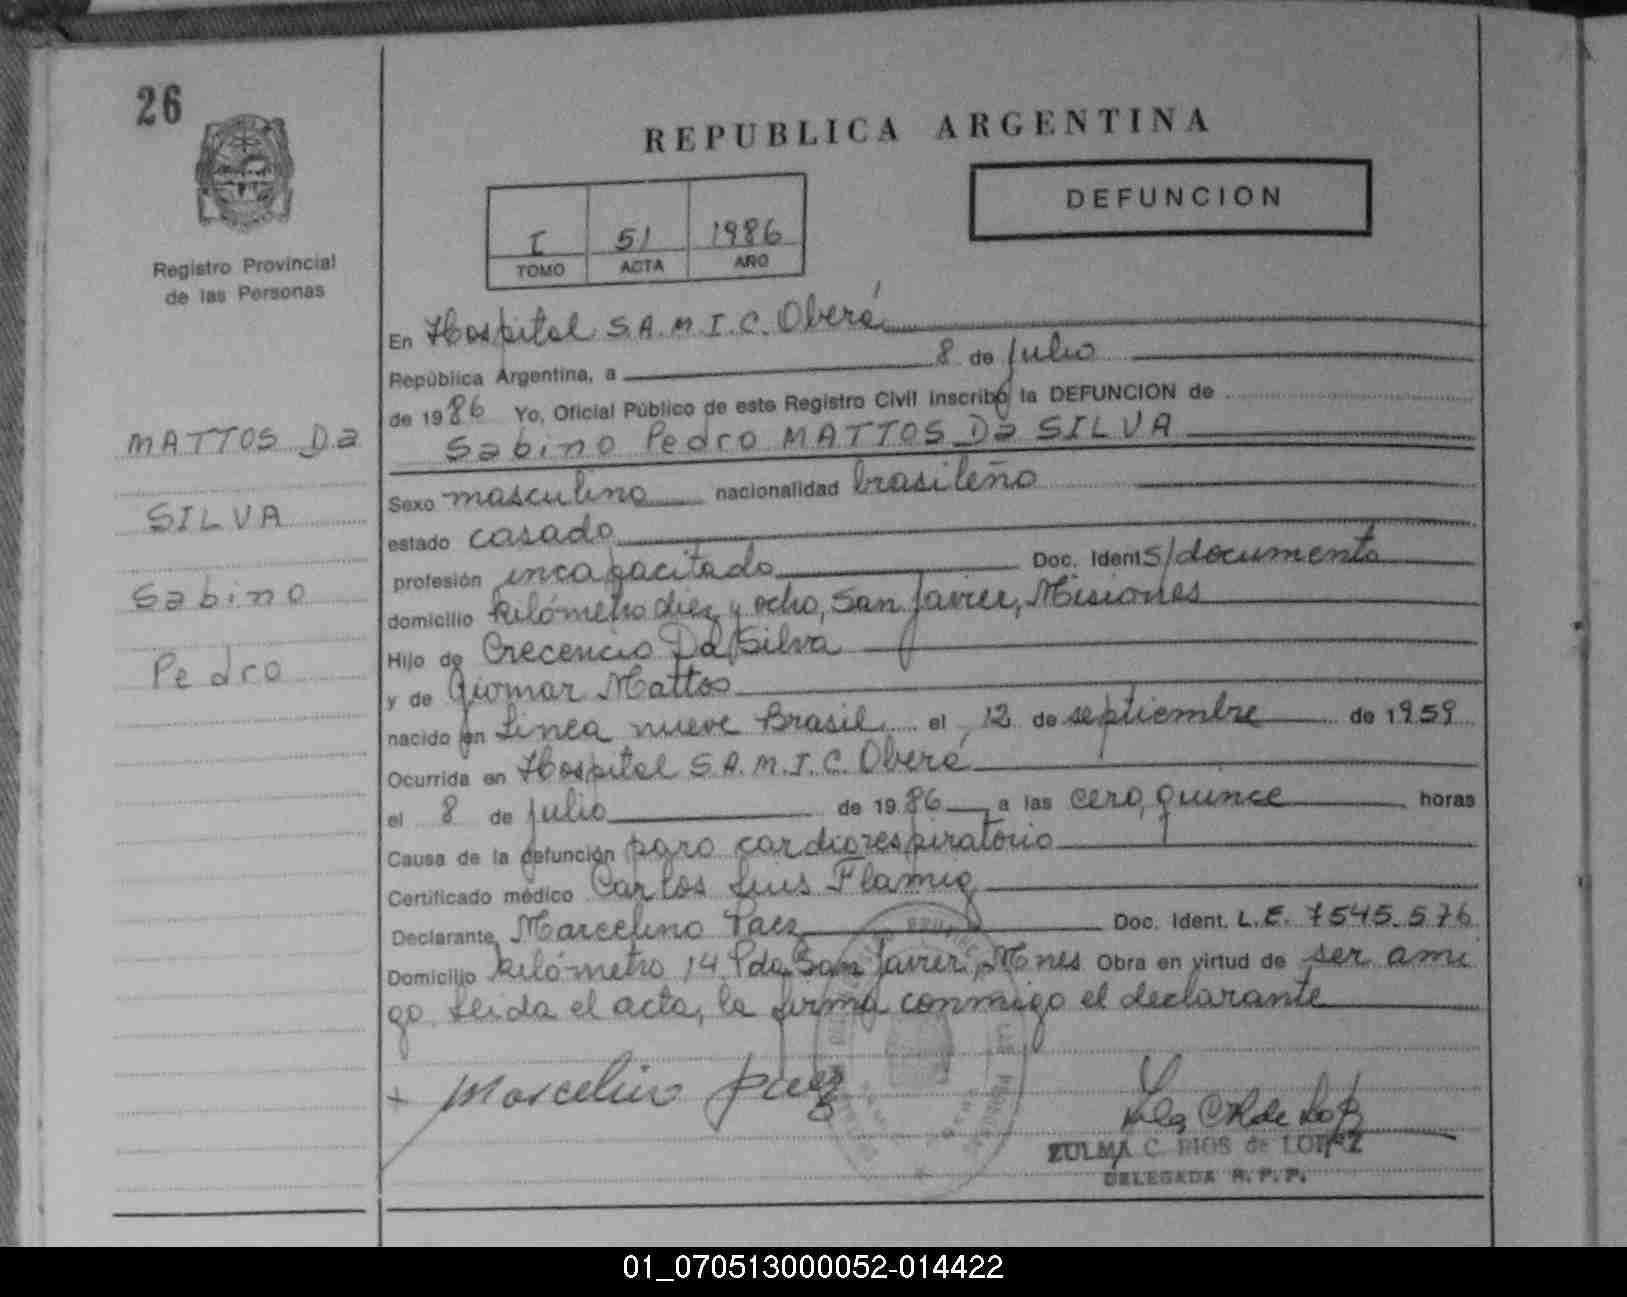 26
REPUBLICA ARGENTINA
DEFUNCION
I 51 1986
TOMO ACTA AÑO
Registro Provincial
de las Personas
MATTOS Da
SILVA
Sabino
Pedro
En Hospital S.A.M.I.C. Oberá
República Argentina, a 8 de julio
de 1986 Yo, Oficial Público de este Registro Civil inscribo la DEFUNCION de
Sabino Pedro MATTOS Da SILVA
Sexo masculino nacionalidad brasileño
estado casado
profesión incapacitado Doc. Ident S/documento
domicilio kilómetro diez y ocho, San Javier, Misiones
Hijo de Crecencio Da Silva
y de Giomar Mattos
nacido en Linea nueve Brasil el 12 de septiembre de 1959
Ocurrida en Hospital S.A.M.I.C. Oberá
el 8 de julio de 1986 a las cero, quince horas
Causa de la defunción paro cardiorespiratorio
Certificado médico Carlos Luis Flamig
Declarante Marcelino Paez Doc. Ident. L.E. 7545.576
Domicilio kilómetro 14 Pdo San Javier, Mnes Obra en virtud de ser ami
go Leida el acta, la firma conmigo el declarante
Marcelino Paez
ZULMA C. RIOS de LOPEZ
DELEGADA R.P.P.
01_070513000052-014422